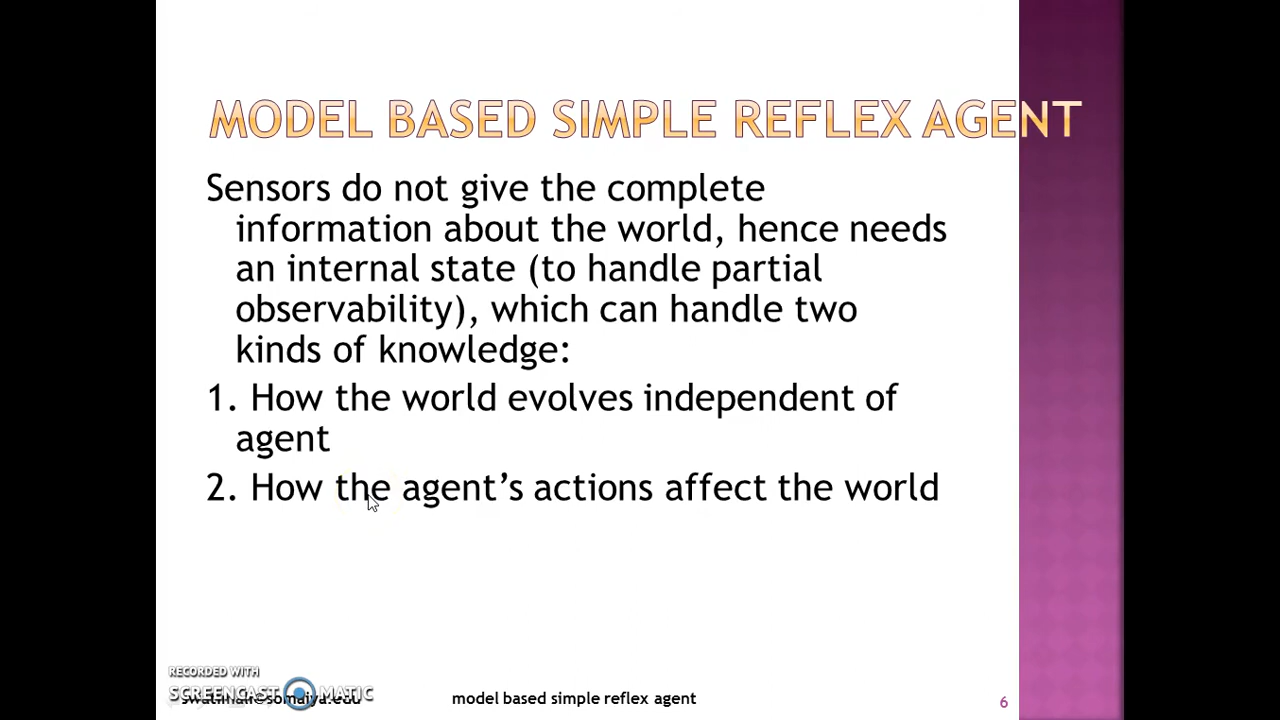 MODEL BASED SIMPLE REFLEX AGENT
Sensors do not give the complete
information about the world, hence needs
an internal state (to handle partial
observability), which can handle two
kinds of knowledge:
1. How the world evolves independent of
agent
2. How the agent’s actions affect the world
RECORDED WITH
SCREENCAST MATIC
model based simple reflex agent
6